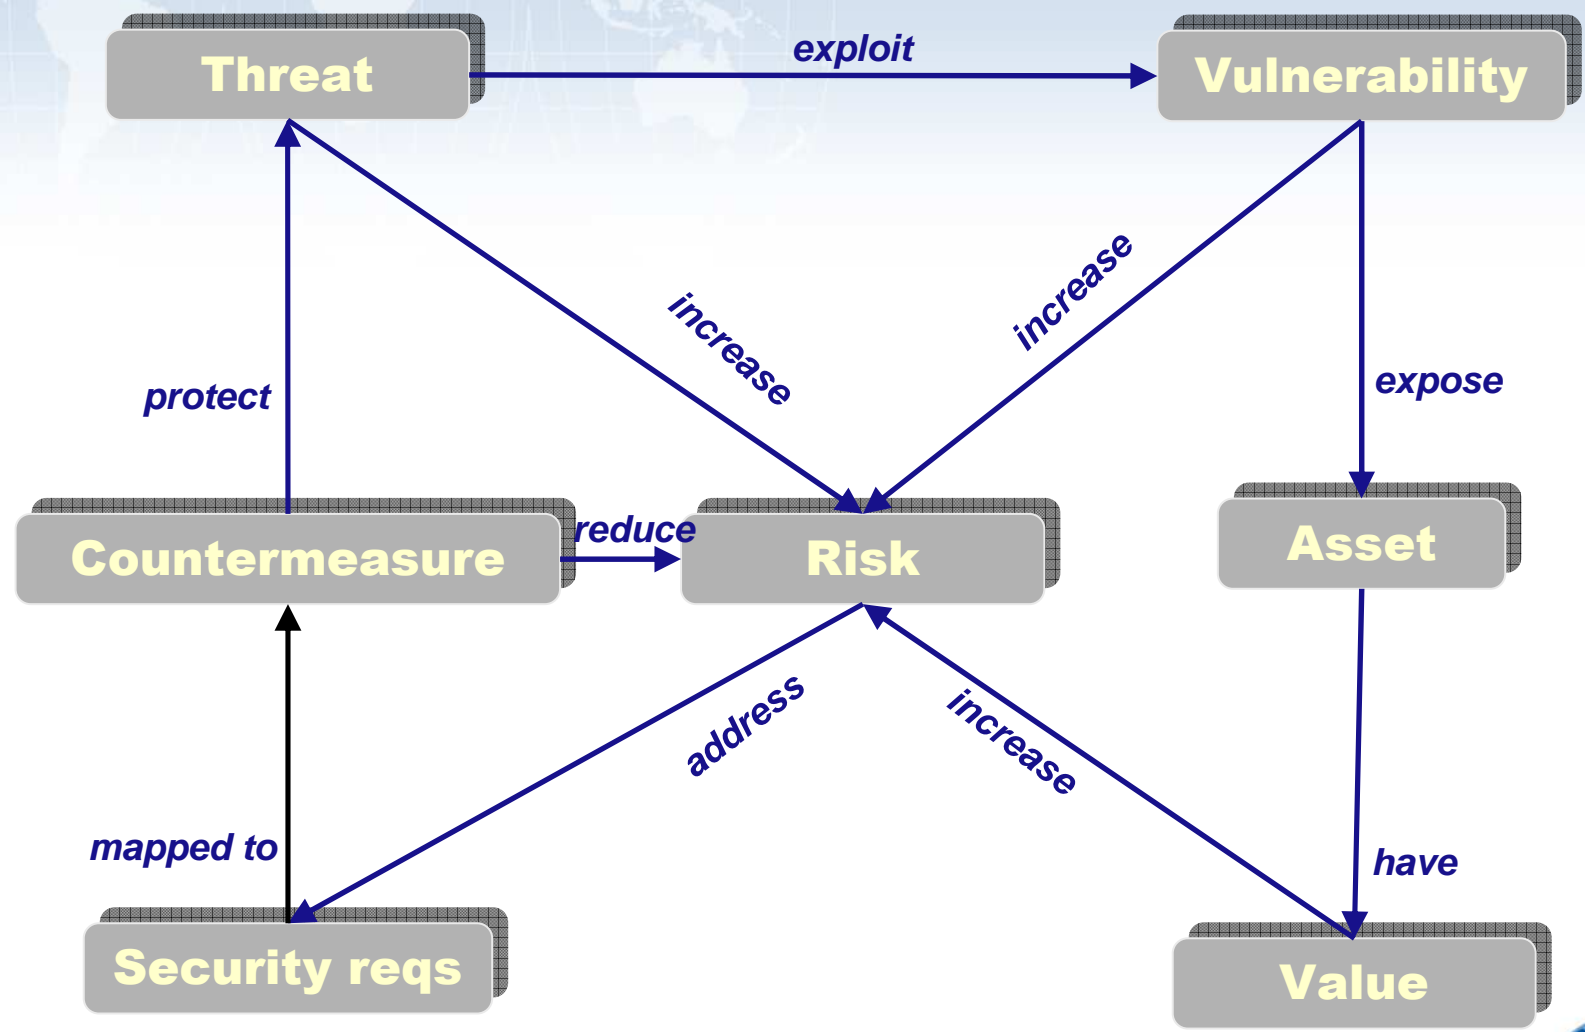 Threat
exploit
Vulnerability
increase
increase
protect
expose
Countermeasure
reduce
Risk
Asset
address
increase
mapped to
have
Security reqs
Value